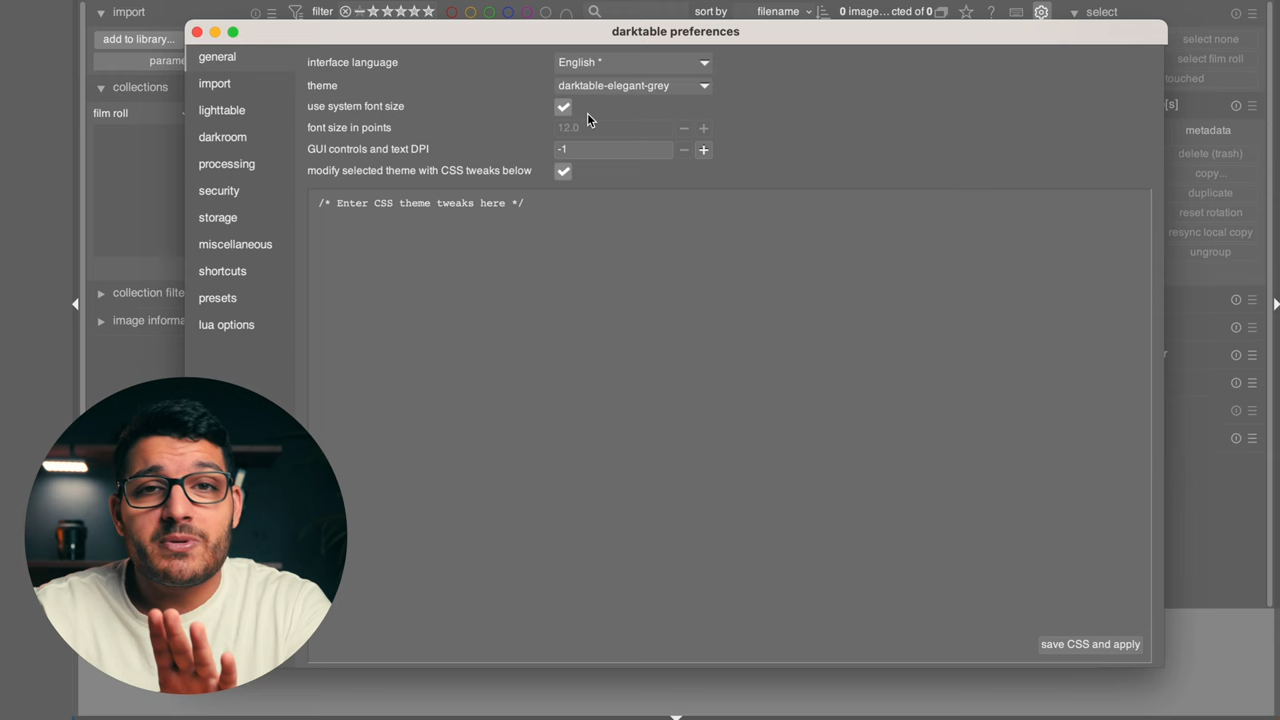 import
filter
sort by
filename
0 image...cted of 0
select
darktable preferences
add to library...
select none
select film roll
touched
collections
film roll
[s]
metadata
delete (trash)
copy...
duplicate
reset rotation
resync local copy
ungroup
collection filte
image informa
general
import
lighttable
darkroom
processing
security
storage
miscellaneous
shortcuts
presets
lua options
interface language
English *
theme
darktable-elegant-grey
use system font size
font size in points
12.0
GUI controls and text DPI
-1
modify selected theme with CSS tweaks below
/* Enter CSS theme tweaks here */
save CSS and apply